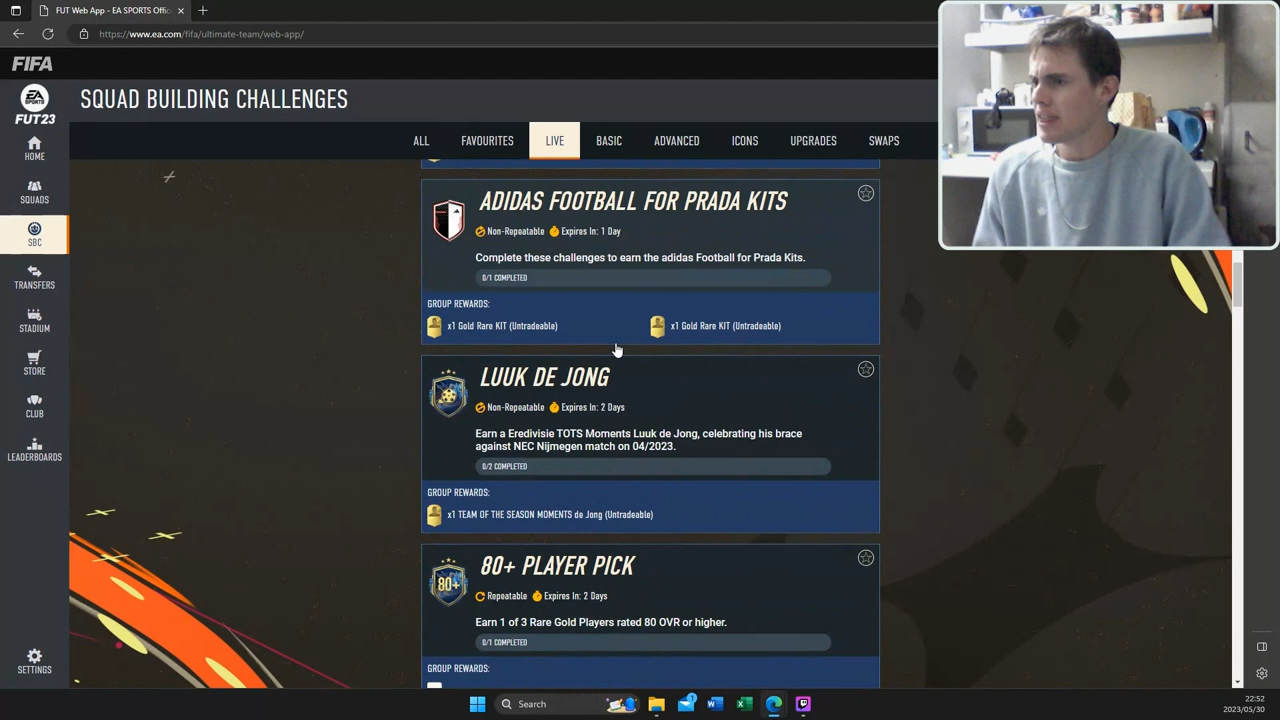 FUT Web App - EA SPORTS Offic
https://www.ea.com/fifa/ultimate-team/web-app/
FIFA
EA SPORTS
FUT23
SQUAD BUILDING CHALLENGES
ALL FAVOURITES LIVE BASIC ADVANCED ICONS UPGRADES SWAPS
HOME
SQUADS
SBC
TRANSFERS
STADIUM
STORE
CLUB
LEADERBOARDS
SETTINGS
ADIDAS FOOTBALL FOR PRADA KITS
Non-Repeatable Expires In: 1 Day
Complete these challenges to earn the adidas Football for Prada Kits.
0/1 COMPLETED
GROUP REWARDS:
x1 Gold Rare KIT (Untradeable) x1 Gold Rare KIT (Untradeable)
LUUK DE JONG
Non-Repeatable Expires In: 2 Days
Earn a Eredivisie TOTS Moments Luuk de Jong, celebrating his brace
against NEC Nijmegen match on 04/2023.
0/2 COMPLETED
GROUP REWARDS:
x1 TEAM OF THE SEASON MOMENTS de Jong (Untradeable)
80+
80+ PLAYER PICK
Repeatable Expires In: 2 Days
Earn 1 of 3 Rare Gold Players rated 80 OVR or higher.
0/1 COMPLETED
GROUP REWARDS:
Search
22:52
2023/05/30